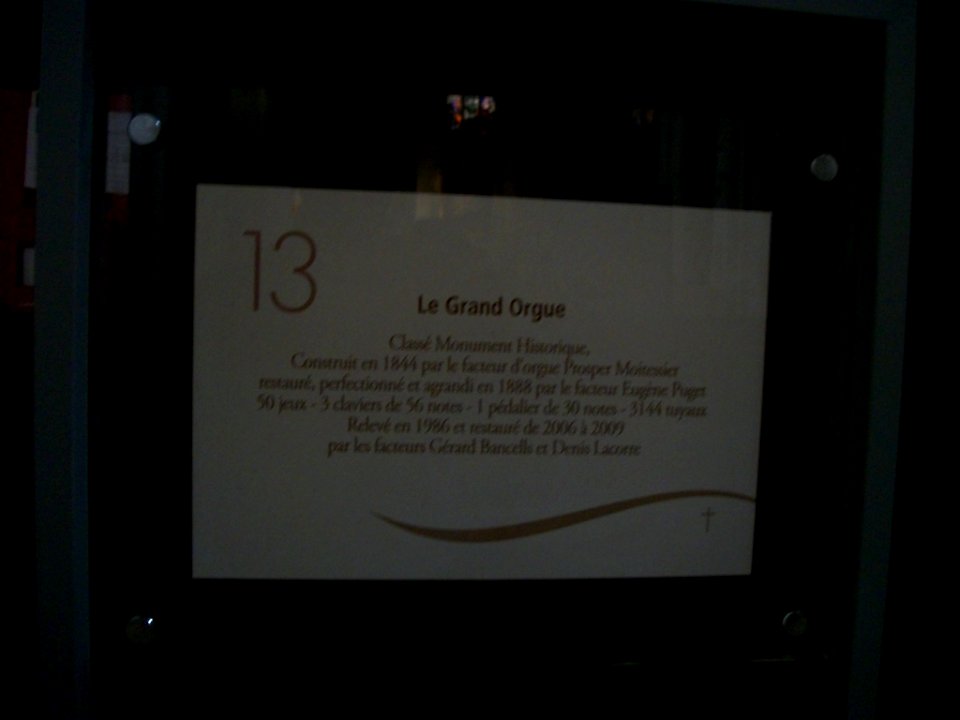 13
Le Grand Orgue
Classé Monument Historique,
Construit en 1844 par le facteur d'orgue Prosper Moitessier
restauré, perfectionné et agrandi en 1888 par le facteur Eugène Puget
50 jeux - 3 claviers de 56 notes - 1 pédalier de 30 notes - 3144 tuyaux
Relevé en 1986 et restauré de 2006 à 2009
par les facteurs Gérard Bancells et Denis Lacorre